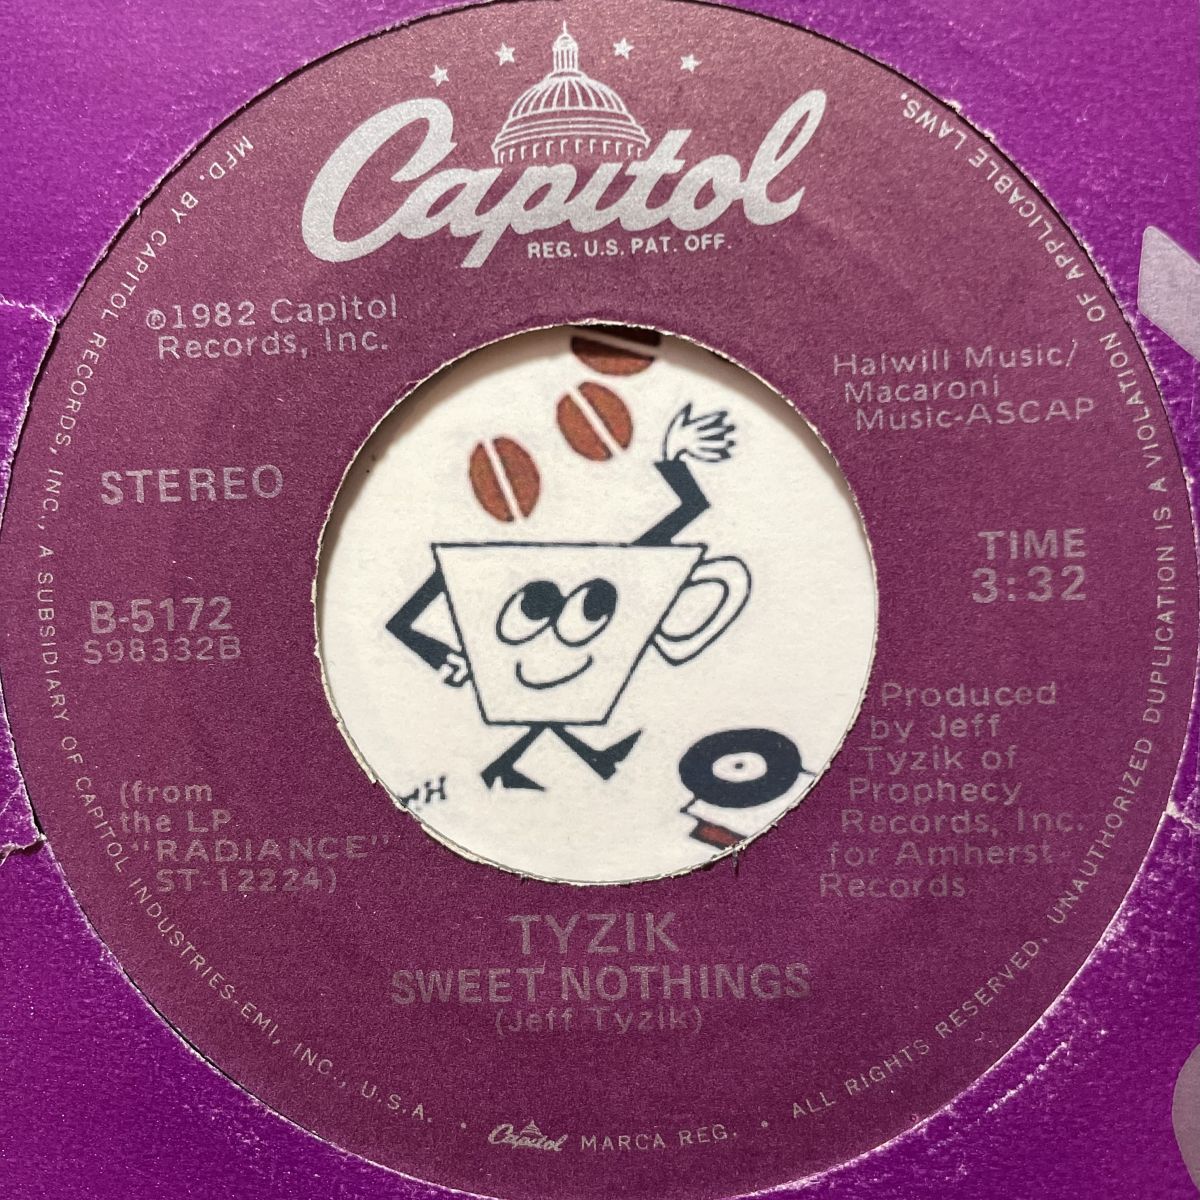 Capitol
REG. U.S. PAT. OFF.
℗1982 Capitol
Records, Inc.
STEREO
B-5172
S98332B
(from
the LP
"RADIANCE"
ST-12224)
Halwill Music/
Macaroni
Music-ASCAP
TIME
3:32
Produced
by Jeff
Tyzik of
Prophecy
Records, Inc.
for Amherst
Records
TYZIK
SWEET NOTHINGS
(Jeff Tyzik)
MFD. BY CAPITOL RECORDS, INC., A SUBSIDIARY OF CAPITOL INDUSTRIES-EMI, INC., U.S.A. • Capitol MARCA REG. • ALL RIGHTS RESERVED. UNAUTHORIZED DUPLICATION IS A VIOLATION OF APPLICABLE LAWS.